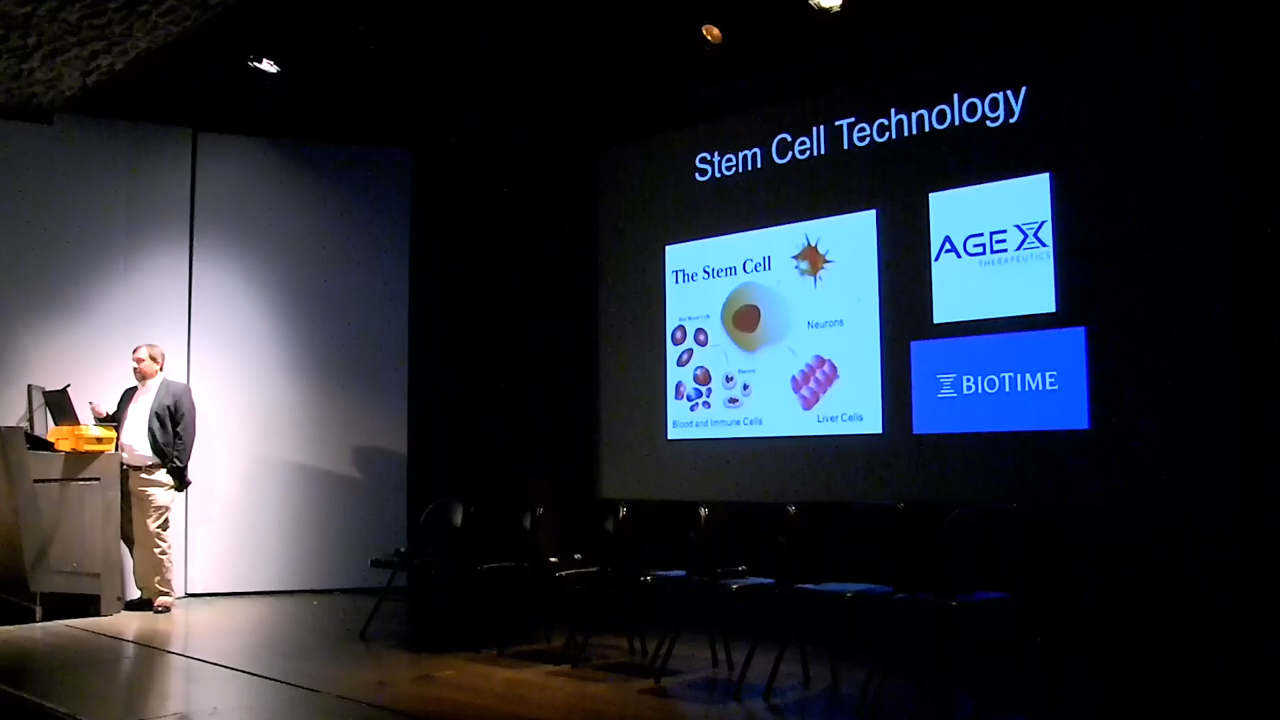 Stem Cell Technology
The Stem Cell
Neurons
Blood and Immune Cells
Liver Cells
AGEX
THERAPEUTICS
BIOTIME